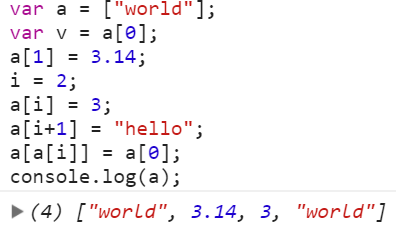 var a = ["world"];
var v = a[0];
a[1] = 3.14;
i = 2;
a[i] = 3;
a[i+1] = "hello";
a[a[i]] = a[0];
console.log(a);
▶ (4) ["world", 3.14, 3, "world"]